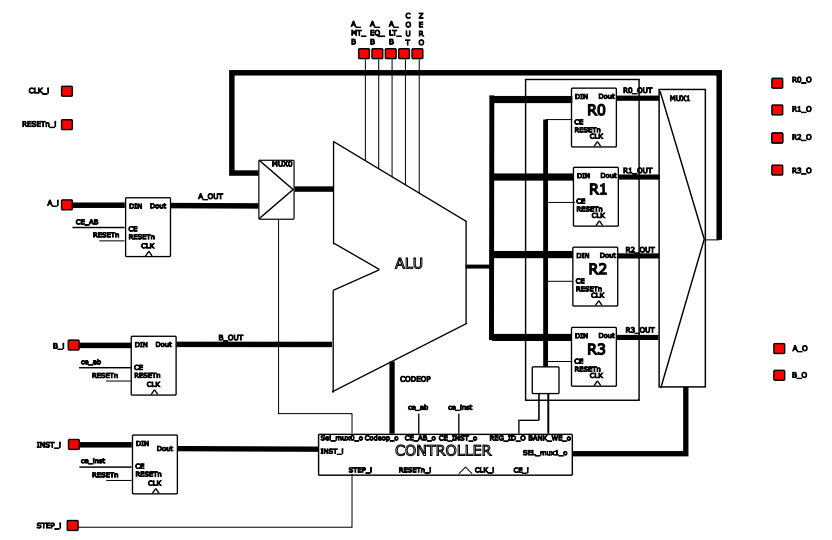 A_MT_B
A_EQ_B
A_LT_B
COUT
ZERO
CLK_I
RESETn_I
R0_O
R1_O
R2_O
R3_O
MUX0
A_I
DIN Dout
A_OUT
CE_AB
CE
RESETn
RESETn
CLK
ALU
DIN Dout
R0_OUT
R0
CE
RESETn
CLK
MUX1
DIN Dout
R1_OUT
R1
CE
RESETn
CLK
DIN Dout
R2_OUT
R2
CE
RESETn
CLK
DIN Dout
R3_OUT
R3
CE
RESETn
CLK
B_I
DIN Dout
B_OUT
ce_ab
CE
RESETn
RESETn
CLK
A_O
B_O
CODEOP
ce_ab
ce_inst
INST_I
DIN Dout
ce_inst
CE
RESETn
RESETn
CLK
Sel_mux0_o Codeop_o CE_AB_o CE_INST_o REG_ID_O BANK_WE_o
INST_i
CONTROLLER
SEL_mux1_o
STEP_i RESETn_i CLK_i CE_i
STEP_I